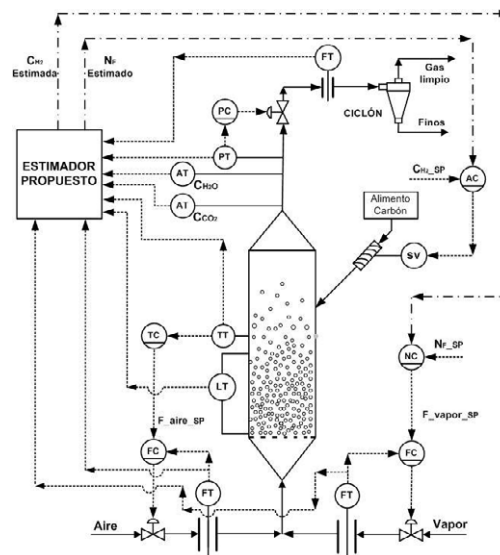 CH2
Estimada
NF
Estimado
FT
Gas
limpio
CICLÓN
Finos
PC
PT
ESTIMADOR
PROPUESTO
AT
CH2O
AT
CCO2
CH2_SP
AC
Alimento
Carbón
SV
TC
TT
LT
NC
NF_SP
F_aire_SP
F_vapor_SP
FC
FC
FT
FT
Aire
Vapor